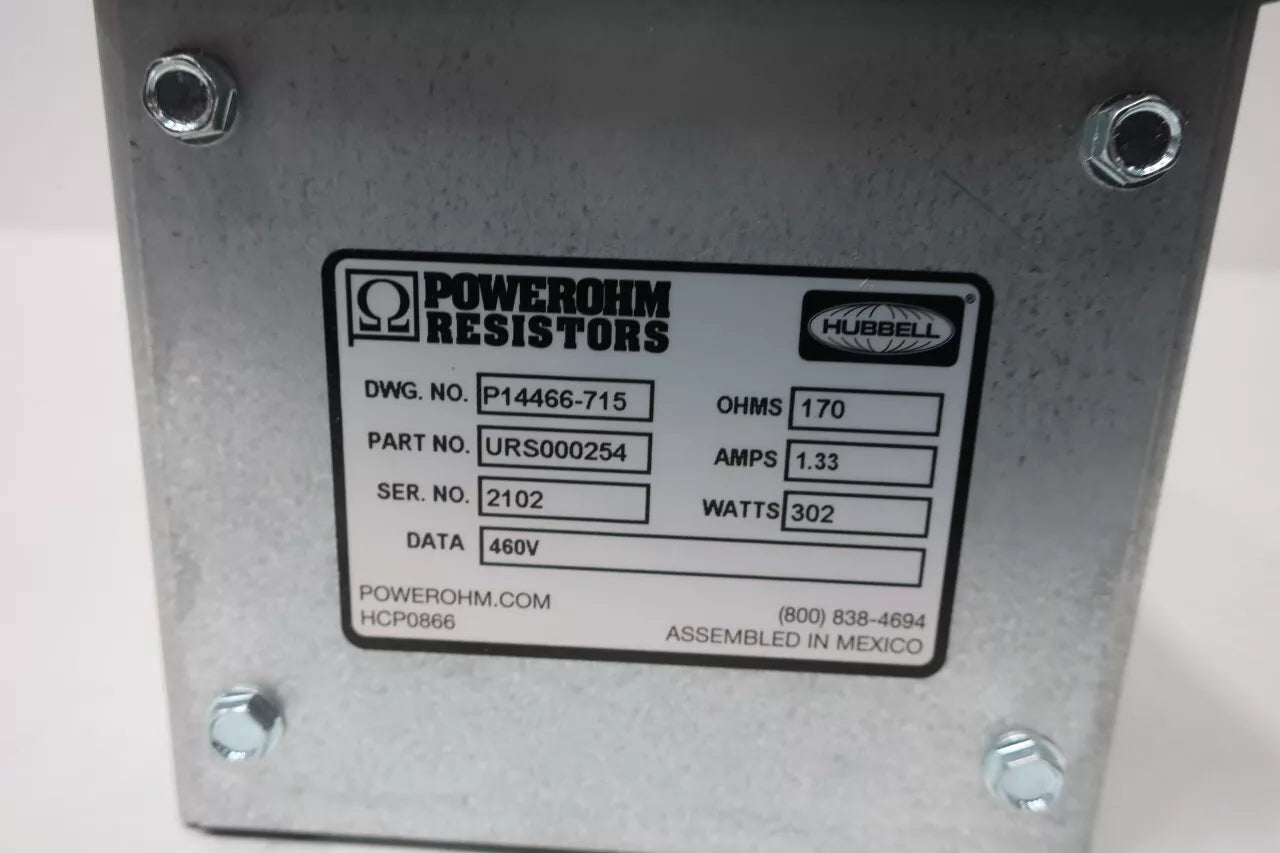 Ω POWEROHM
RESISTORS
HUBBELL®
DWG. NO. P14466-715 OHMS 170
PART NO. URS000254 AMPS 1.33
SER. NO. 2102 WATTS 302
DATA 460V
POWEROHM.COM (800) 838-4694
HCP0866 ASSEMBLED IN MEXICO